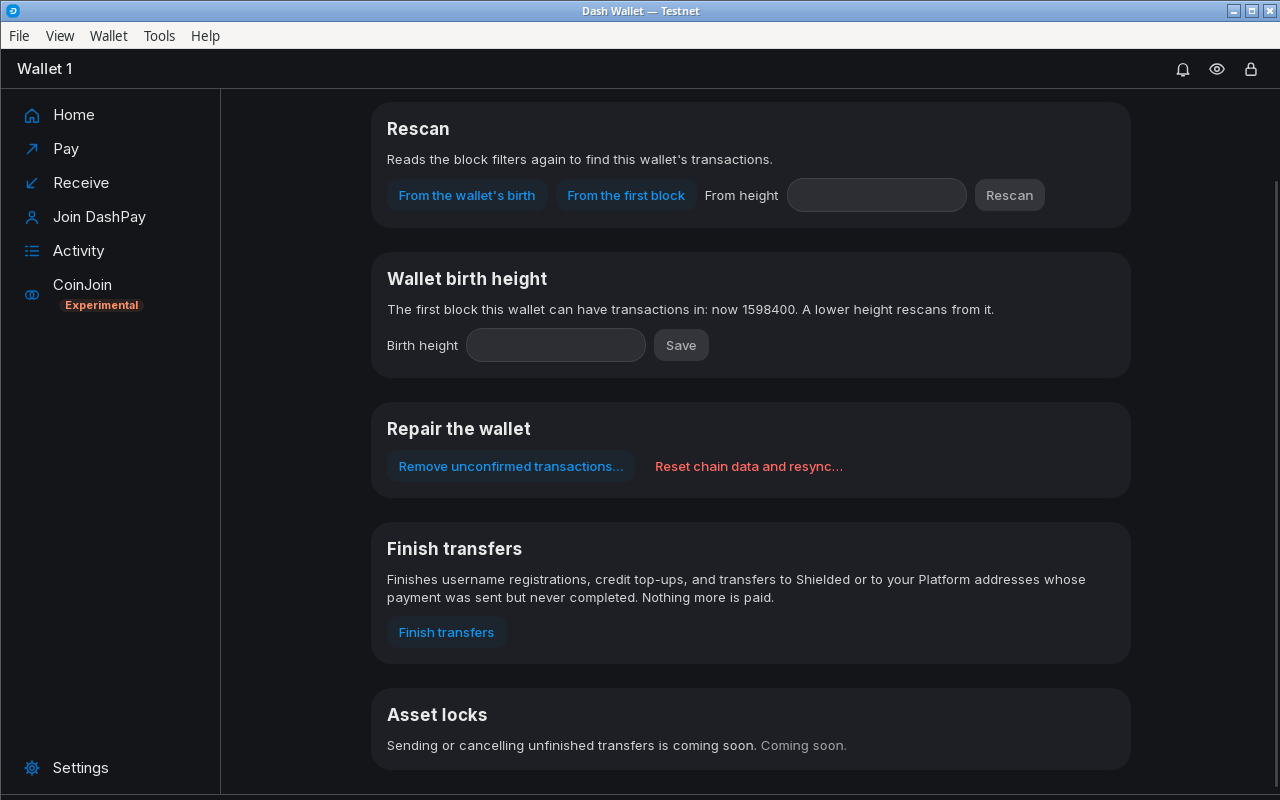 Dash Wallet — Testnet
File View Wallet Tools Help
Wallet 1
Home
Pay
Receive
Join DashPay
Activity
CoinJoin
Experimental
Settings
Rescan
Reads the block filters again to find this wallet's transactions.
From the wallet's birth From the first block From height Rescan
Wallet birth height
The first block this wallet can have transactions in: now 1598400. A lower height rescans from it.
Birth height Save
Repair the wallet
Remove unconfirmed transactions... Reset chain data and resync...
Finish transfers
Finishes username registrations, credit top-ups, and transfers to Shielded or to your Platform addresses whose
payment was sent but never completed. Nothing more is paid.
Finish transfers
Asset locks
Sending or cancelling unfinished transfers is coming soon. Coming soon.